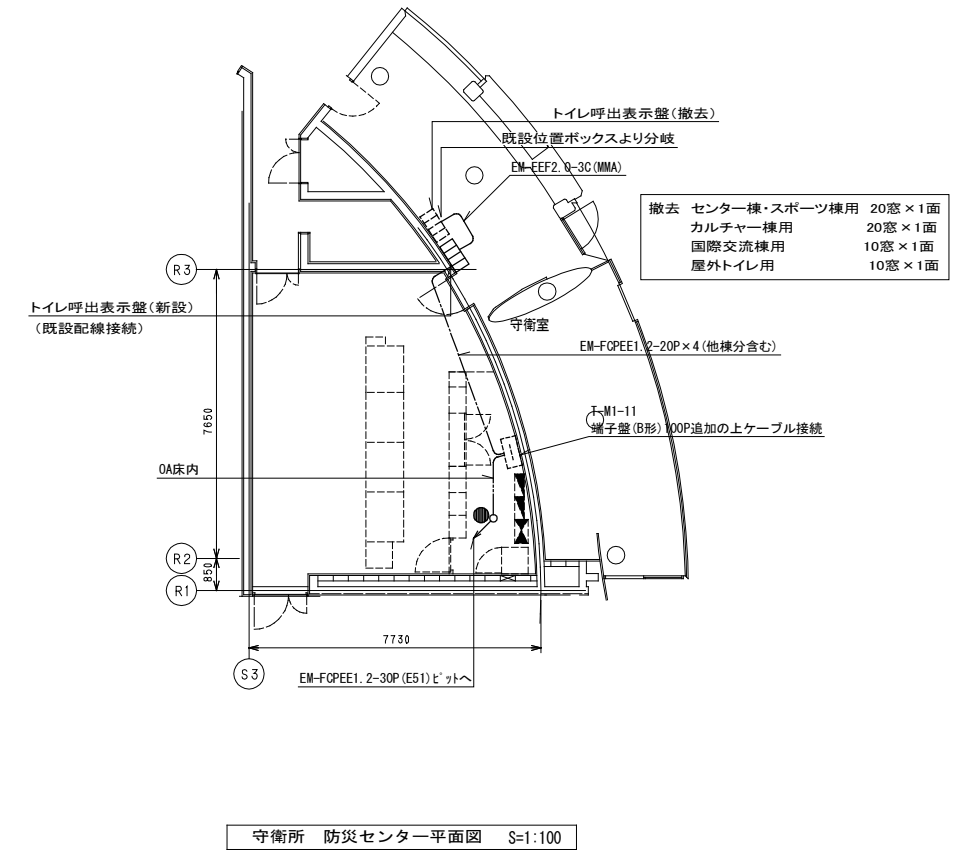 トイレ呼出表示盤(撤去)
既設位置ボックスより分岐
EM-EEF2.0-3C(MMA)
撤去 センター棟・スポーツ棟用 20窓×1面
カルチャー棟用 20窓×1面
国際交流棟用 10窓×1面
屋外トイレ用 10窓×1面
R3
トイレ呼出表示盤(新設)
(既設配線接続)
守衛室
EM-FCPEE1.2-20P×4(他棟分含む)
T-M1-11
端子盤(B形)100P追加の上ケーブル接続
7650
OA床内
R2
850
R1
7730
S3
EM-FCPEE1.2-30P(E51)ピットへ
守衛所 防災センター平面図 S=1:100